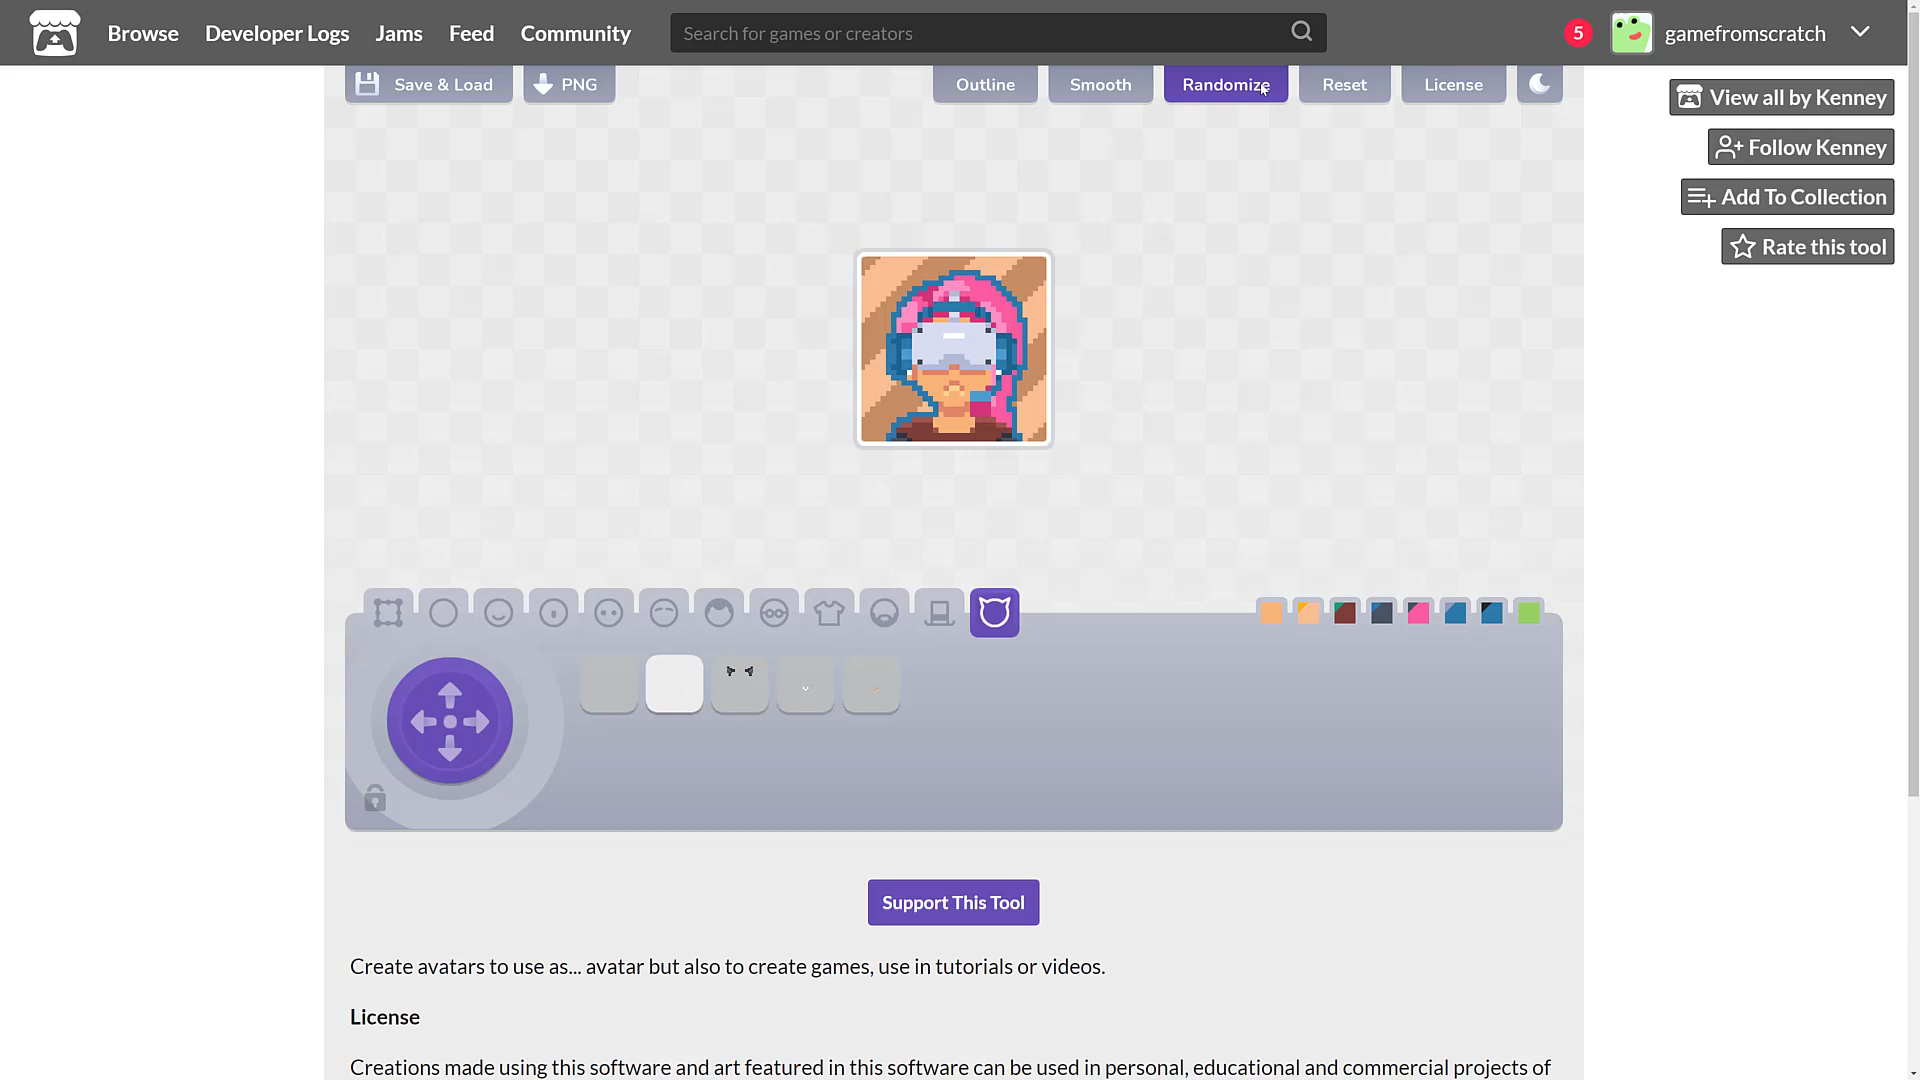 Browse
Developer Logs
Jams
Feed
Community
Search for games or creators
5
gamefromscratch
Save & Load
PNG
Outline
Smooth
Randomize
Reset
License
View all by Kenney
Follow Kenney
Add To Collection
Rate this tool
Support This Tool
Create avatars to use as... avatar but also to create games, use in tutorials or videos.
License
Creations made using this software and art featured in this software can be used in personal, educational and commercial projects of